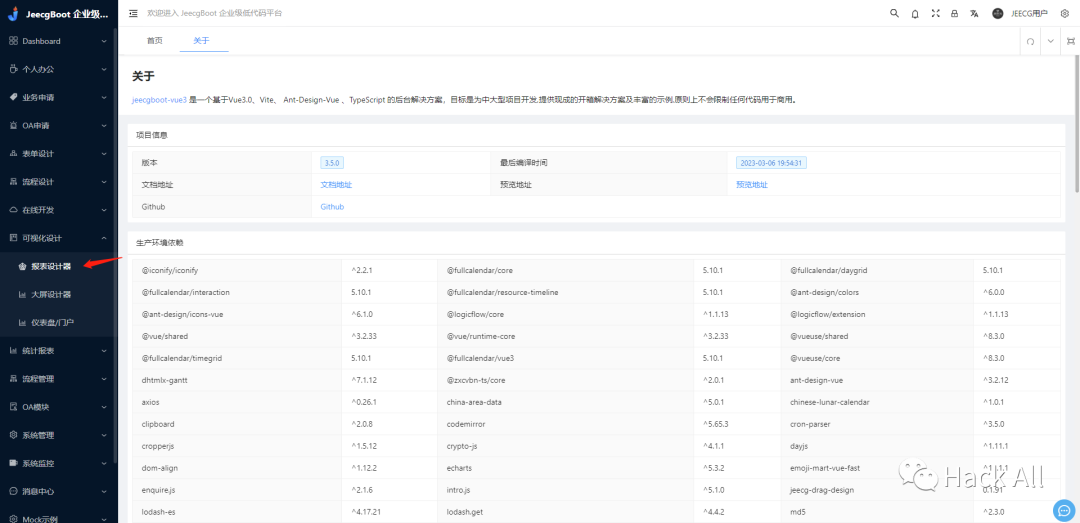 JeecgBoot 企业级...
欢迎进入 JeecgBoot 企业级低代码平台
JEECG用户
首页 关于
Dashboard
个人办公
业务申请
OA申请
表单设计
流程设计
在线开发
可视化设计
报表设计器
大屏设计器
仪表盘/门户
统计报表
流程管理
OA模块
系统管理
系统监控
消息中心
Mock示例
关于
jeecgboot-vue3 是一个基于Vue3.0、Vite、 Ant-Design-Vue 、TypeScript 的后台解决方案，目标是为中大型项目开发,提供现成的开箱解决方案及丰富的示例,原则上不会限制任何代码用于商用。
项目信息
版本 3.5.0 最后编译时间 2023-03-06 19:54:31
文档地址 文档地址 预览地址 预览地址
Github Github
生产环境依赖
@iconify/iconify ^2.2.1 @fullcalendar/core 5.10.1 @fullcalendar/daygrid 5.10.1
@fullcalendar/interaction 5.10.1 @fullcalendar/resource-timeline 5.10.1 @ant-design/colors ^6.0.0
@ant-design/icons-vue ^6.1.0 @logicflow/core ^1.1.13 @logicflow/extension ^1.1.13
@vue/shared ^3.2.33 @vue/runtime-core ^3.2.33 @vueuse/shared ^8.3.0
@fullcalendar/timegrid 5.10.1 @fullcalendar/vue3 5.10.1 @vueuse/core ^8.3.0
dhtmlx-gantt ^7.1.12 @zxcvbn-ts/core ^2.0.1 ant-design-vue ^3.2.12
axios ^0.26.1 china-area-data ^5.0.1 chinese-lunar-calendar ^1.0.1
clipboard ^2.0.8 codemirror ^5.65.3 cron-parser ^3.5.0
cropperjs ^1.5.12 crypto-js ^4.1.1 dayjs ^1.11.1
dom-align ^1.12.2 echarts ^5.3.2 emoji-mart-vue-fast
enquire.js ^2.1.6 intro.js ^5.1.0 jeecg-drag-design 0.1.91
lodash-es ^4.17.21 lodash.get ^4.4.2 md5 ^2.3.0
Hack All